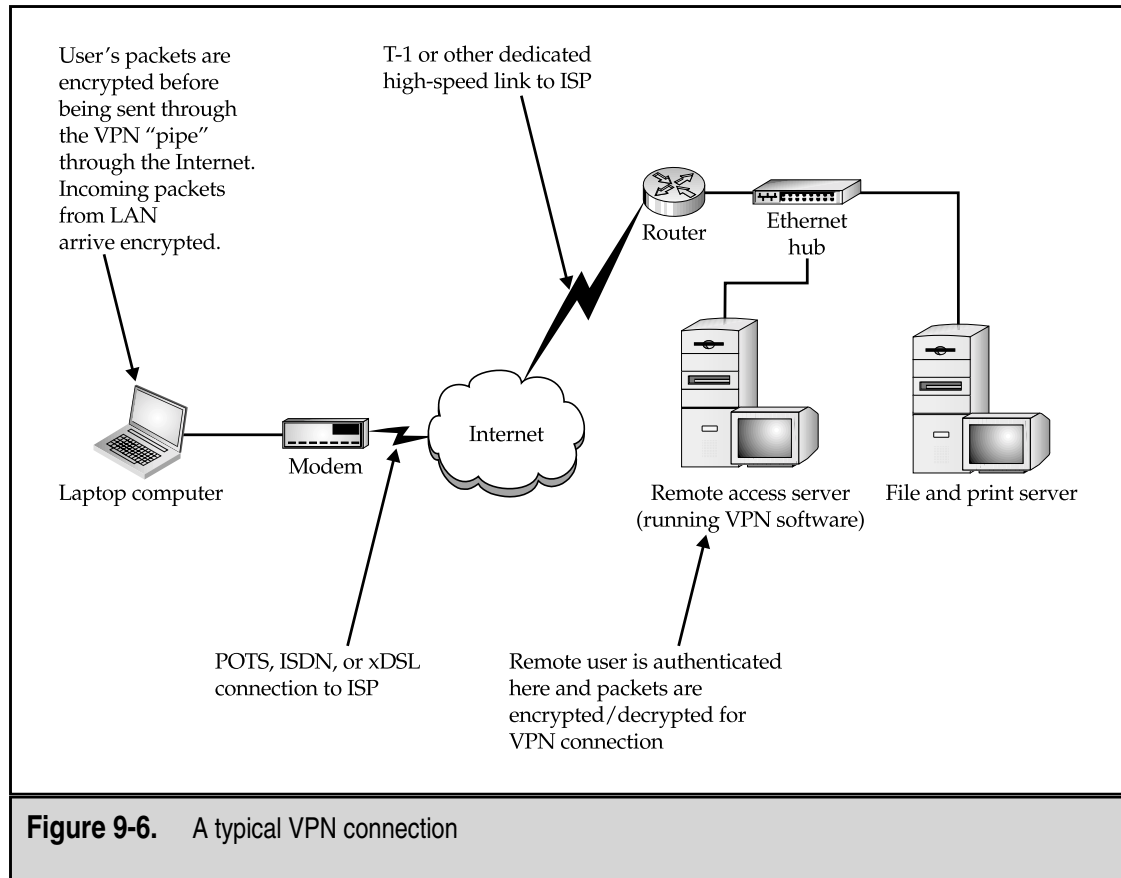 User’s packets are
encrypted before
being sent through
the VPN “pipe”
through the Internet.
Incoming packets
from LAN
arrive encrypted.
T-1 or other dedicated
high-speed link to ISP
Router
Ethernet
hub
Internet
Modem
Laptop computer
Remote access server
(running VPN software)
File and print server
POTS, ISDN, or xDSL
connection to ISP
Remote user is authenticated
here and packets are
encrypted/decrypted for
VPN connection
Figure 9-6. A typical VPN connection